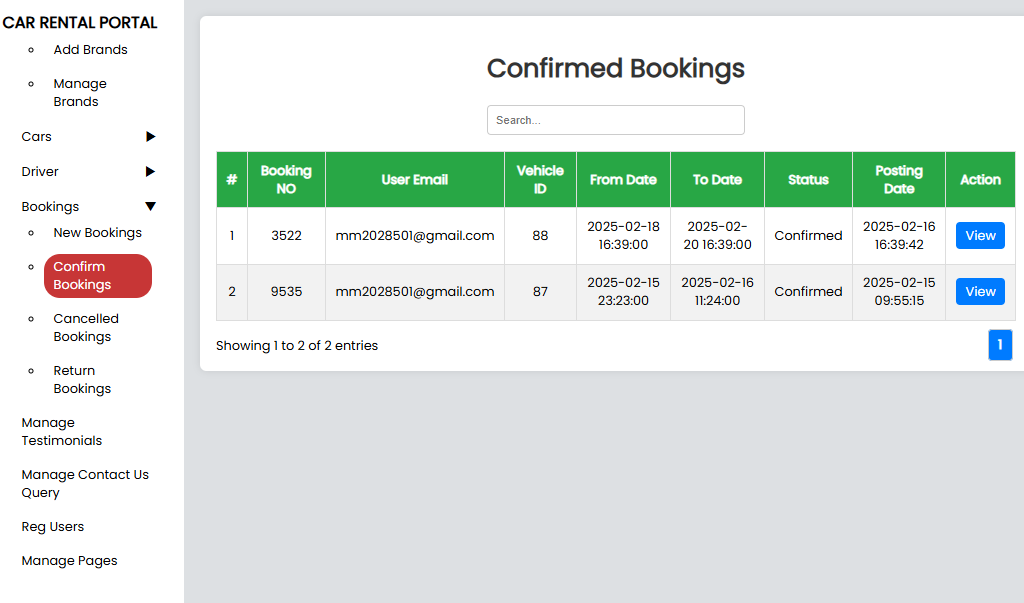 CAR RENTAL PORTAL
Add Brands
Manage
Brands
Cars
Driver
Bookings
New Bookings
Confirm
Bookings
Cancelled
Bookings
Return
Bookings
Manage
Testimonials
Manage Contact Us
Query
Reg Users
Manage Pages
Confirmed Bookings
Search...
# Booking NO User Email Vehicle ID From Date To Date Status Posting Date Action
1 3522 mm2028501@gmail.com 88 2025-02-18 16:39:00 2025-02-20 16:39:00 Confirmed 2025-02-16 16:39:42 View
2 9535 mm2028501@gmail.com 87 2025-02-15 23:23:00 2025-02-16 11:24:00 Confirmed 2025-02-15 09:55:15 View
Showing 1 to 2 of 2 entries
1